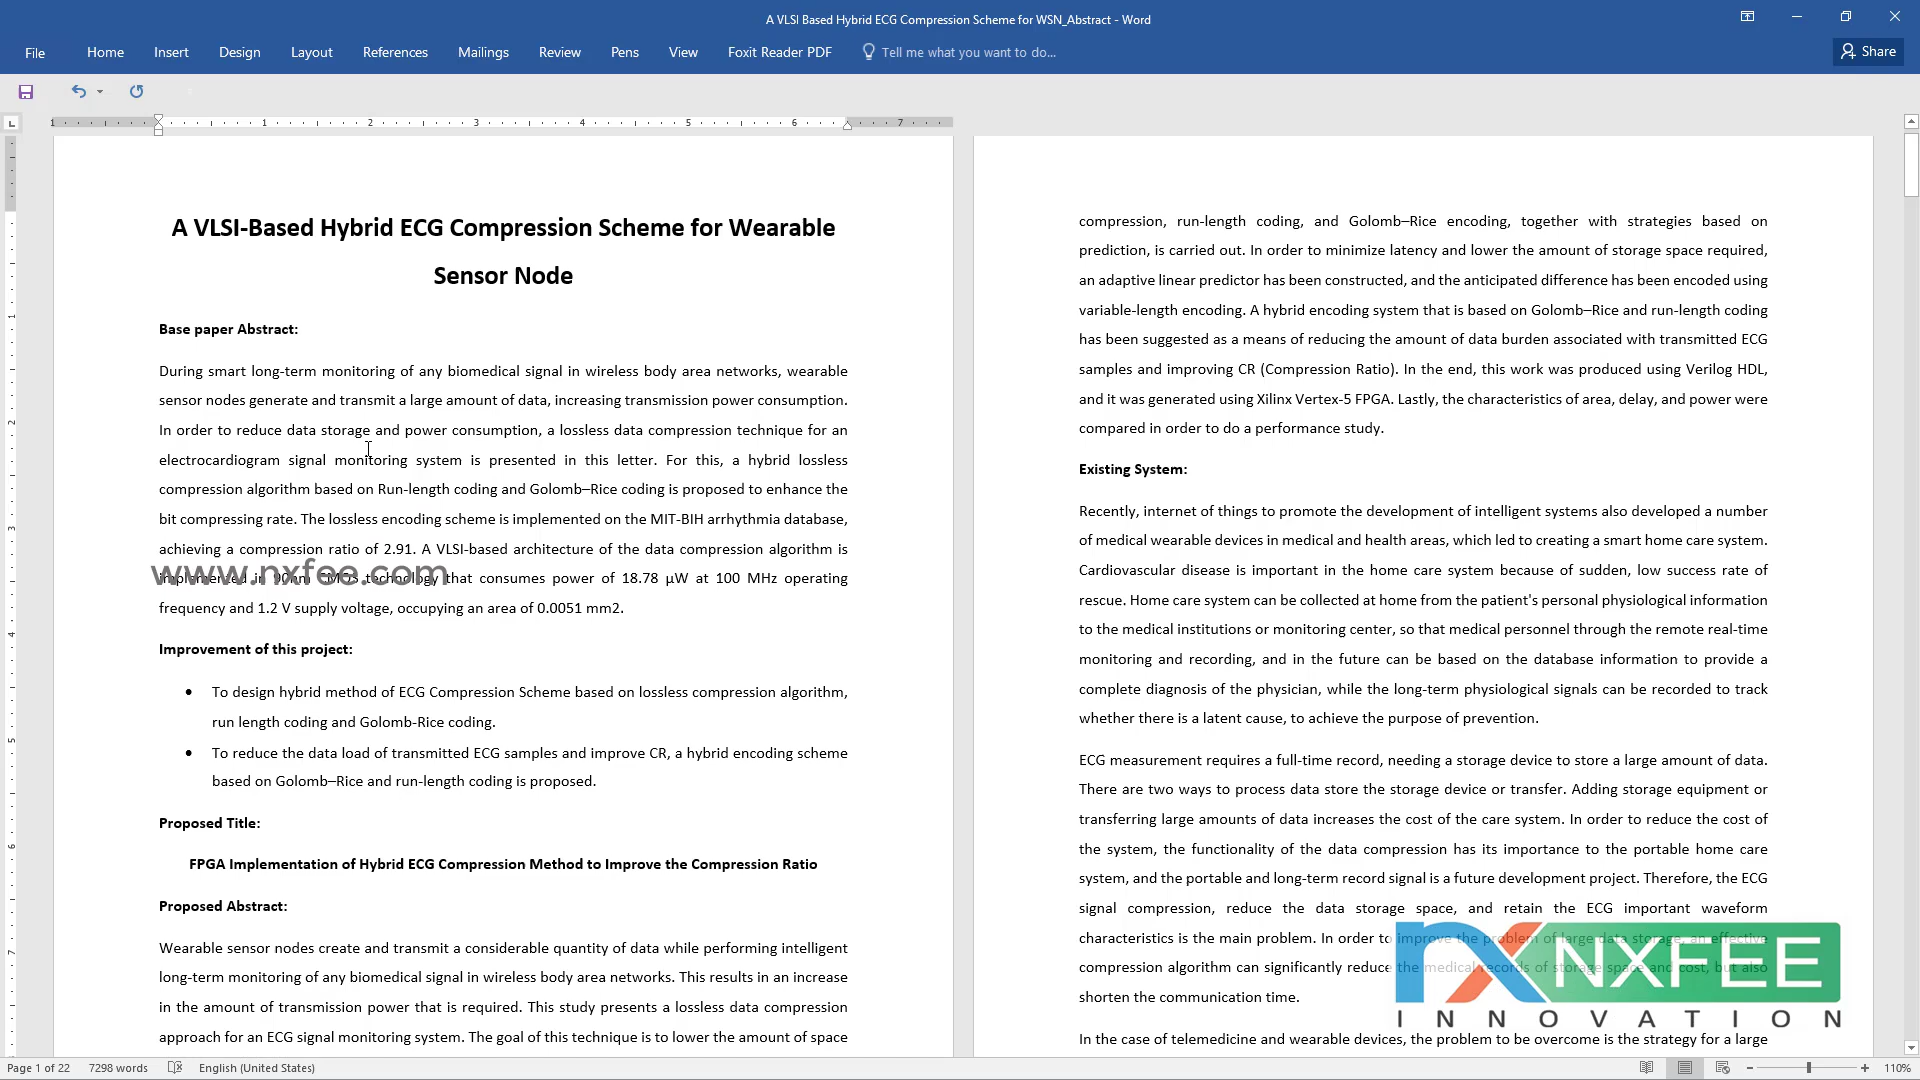 A VLSI Based Hybrid ECG Compression Scheme for WSN_Abstract - Word
File Home Insert Design Layout References Mailings Review Pens View Foxit Reader PDF Tell me what you want to do... Share
1 1 2 3 4 5 6 7
A VLSI-Based Hybrid ECG Compression Scheme for Wearable
Sensor Node
Base paper Abstract:
During smart long-term monitoring of any biomedical signal in wireless body area networks, wearable
sensor nodes generate and transmit a large amount of data, increasing transmission power consumption.
In order to reduce data storage and power consumption, a lossless data compression technique for an
electrocardiogram signal monitoring system is presented in this letter. For this, a hybrid lossless
compression algorithm based on Run-length coding and Golomb–Rice coding is proposed to enhance the
bit compressing rate. The lossless encoding scheme is implemented on the MIT-BIH arrhythmia database,
achieving a compression ratio of 2.91. A VLSI-based architecture of the data compression algorithm is
implemented in 90nm CMOS technology that consumes power of 18.78 μW at 100 MHz operating
www.nxfee.com
frequency and 1.2 V supply voltage, occupying an area of 0.0051 mm2.
Improvement of this project:
• To design hybrid method of ECG Compression Scheme based on lossless compression algorithm,
run length coding and Golomb-Rice coding.
• To reduce the data load of transmitted ECG samples and improve CR, a hybrid encoding scheme
based on Golomb–Rice and run-length coding is proposed.
Proposed Title:
FPGA Implementation of Hybrid ECG Compression Method to Improve the Compression Ratio
Proposed Abstract:
Wearable sensor nodes create and transmit a considerable quantity of data while performing intelligent
long-term monitoring of any biomedical signal in wireless body area networks. This results in an increase
in the amount of transmission power that is required. This study presents a lossless data compression
approach for an ECG signal monitoring system. The goal of this technique is to lower the amount of space
compression, run-length coding, and Golomb–Rice encoding, together with strategies based on
prediction, is carried out. In order to minimize latency and lower the amount of storage space required,
an adaptive linear predictor has been constructed, and the anticipated difference has been encoded using
variable-length encoding. A hybrid encoding system that is based on Golomb–Rice and run-length coding
has been suggested as a means of reducing the amount of data burden associated with transmitted ECG
samples and improving CR (Compression Ratio). In the end, this work was produced using Verilog HDL,
and it was generated using Xilinx Vertex-5 FPGA. Lastly, the characteristics of area, delay, and power were
compared in order to do a performance study.
Existing System:
Recently, internet of things to promote the development of intelligent systems also developed a number
of medical wearable devices in medical and health areas, which led to creating a smart home care system.
Cardiovascular disease is important in the home care system because of sudden, low success rate of
rescue. Home care system can be collected at home from the patient's personal physiological information
to the medical institutions or monitoring center, so that medical personnel through the remote real-time
monitoring and recording, and in the future can be based on the database information to provide a
complete diagnosis of the physician, while the long-term physiological signals can be recorded to track
whether there is a latent cause, to achieve the purpose of prevention.
ECG measurement requires a full-time record, needing a storage device to store a large amount of data.
There are two ways to process data store the storage device or transfer. Adding storage equipment or
transferring large amounts of data increases the cost of the care system. In order to reduce the cost of
the system, the functionality of the data compression has its importance to the portable home care
system, and the portable and long-term record signal is a future development project. Therefore, the ECG
signal compression, reduce the data storage space, and retain the ECG important waveform
characteristics is the main problem. In order to improve the problem of large data storage, an effective
compression algorithm can significantly reduce the medical records of storage space and cost, but also
shorten the communication time.
In the case of telemedicine and wearable devices, the problem to be overcome is the strategy for a large
NXFEE
INNOVATION
Page 1 of 22 7298 words English (United States) 110%